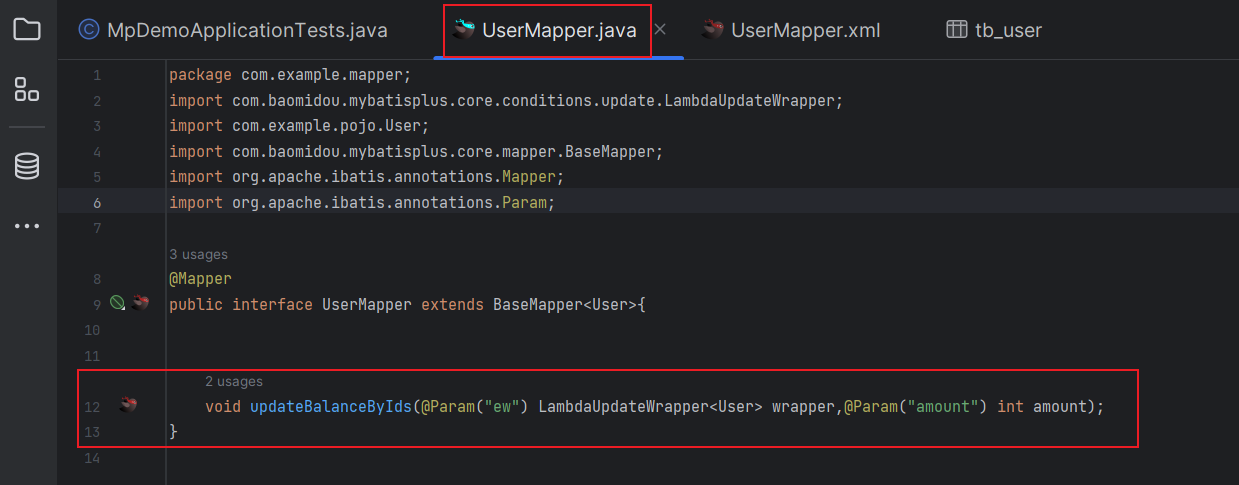 MpDemoApplicationTests.java UserMapper.java UserMapper.xml tb_user
1 package com.example.mapper;
2 import com.baomidou.mybatisplus.core.conditions.update.LambdaUpdateWrapper;
3 import com.example.pojo.User;
4 import com.baomidou.mybatisplus.core.mapper.BaseMapper;
5 import org.apache.ibatis.annotations.Mapper;
6 import org.apache.ibatis.annotations.Param;
7
3 usages
8 @Mapper
9 public interface UserMapper extends BaseMapper<User>{
10
11
2 usages
12 void updateBalanceByIds(@Param("ew") LambdaUpdateWrapper<User> wrapper,@Param("amount") int amount);
13 }
14